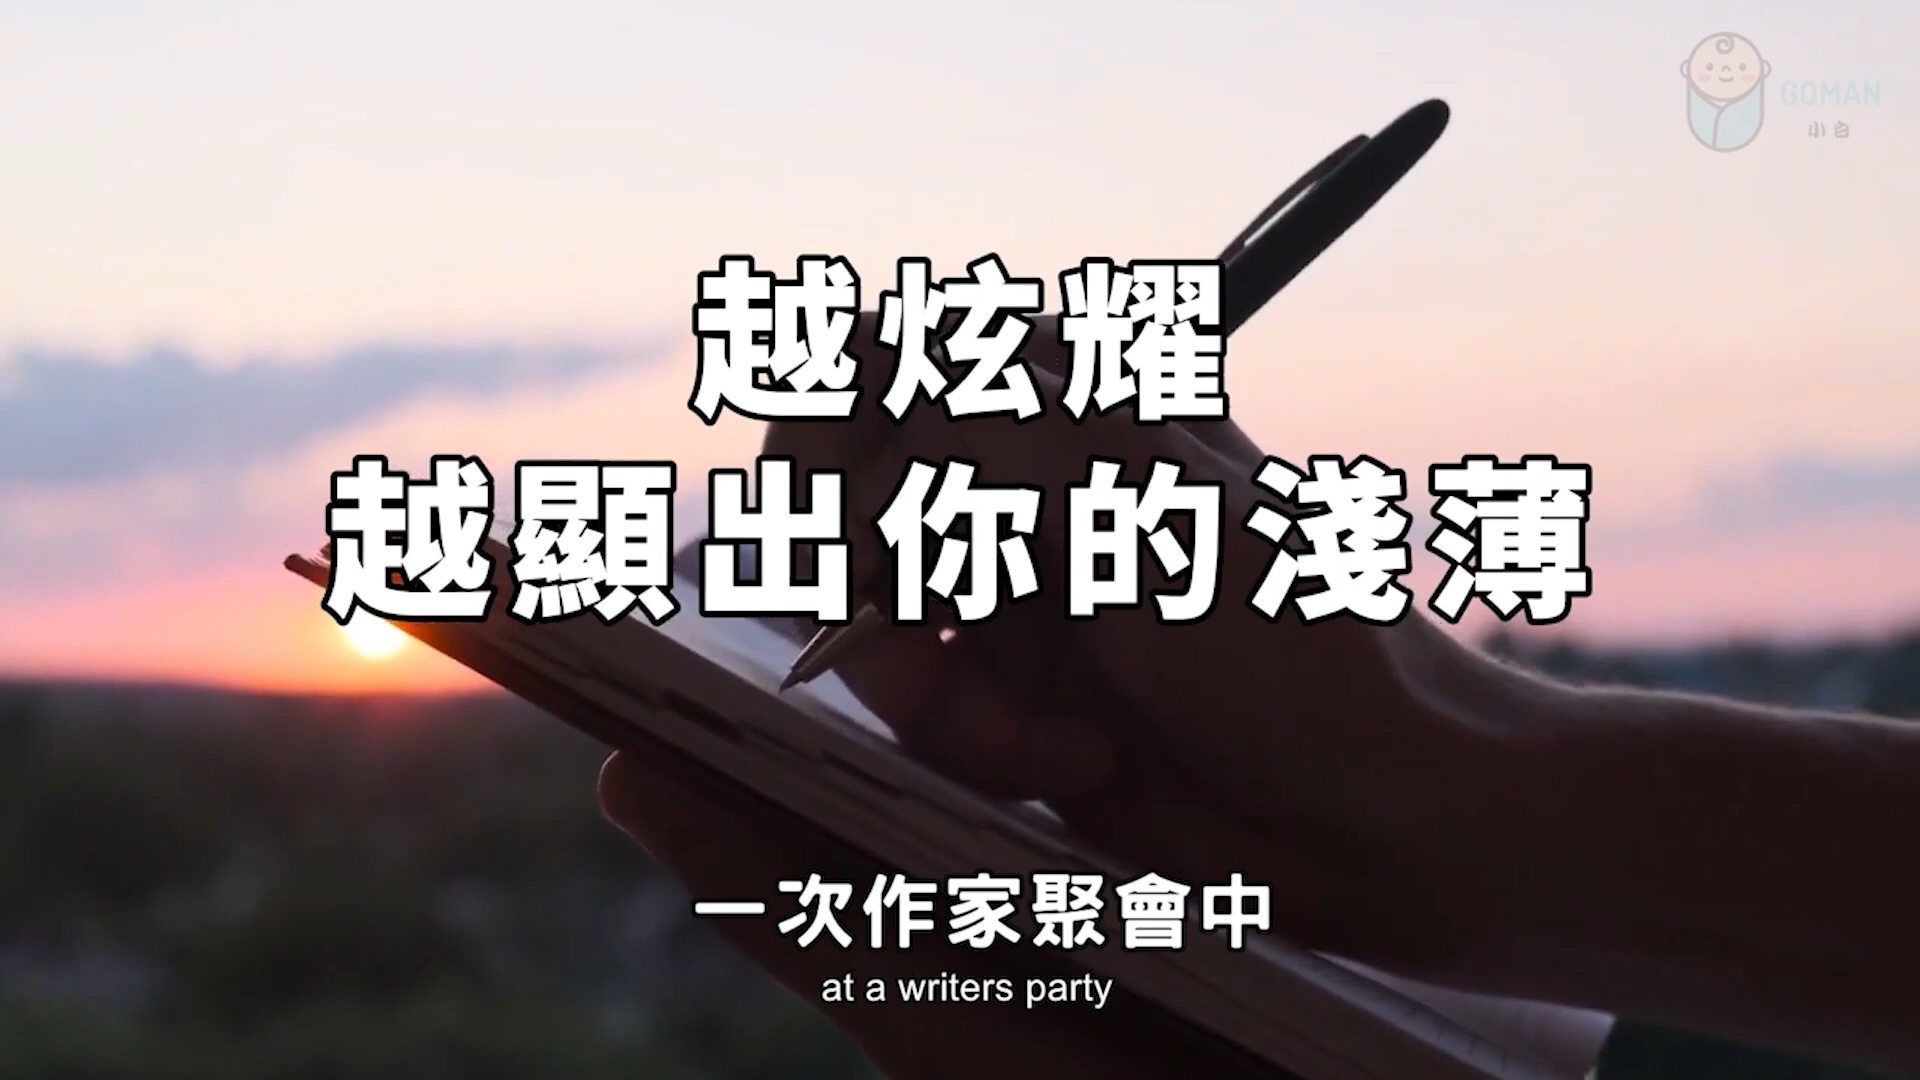 GOMAN
小白
越炫耀
越顯出你的淺薄
一次作家聚會中
at a writers party